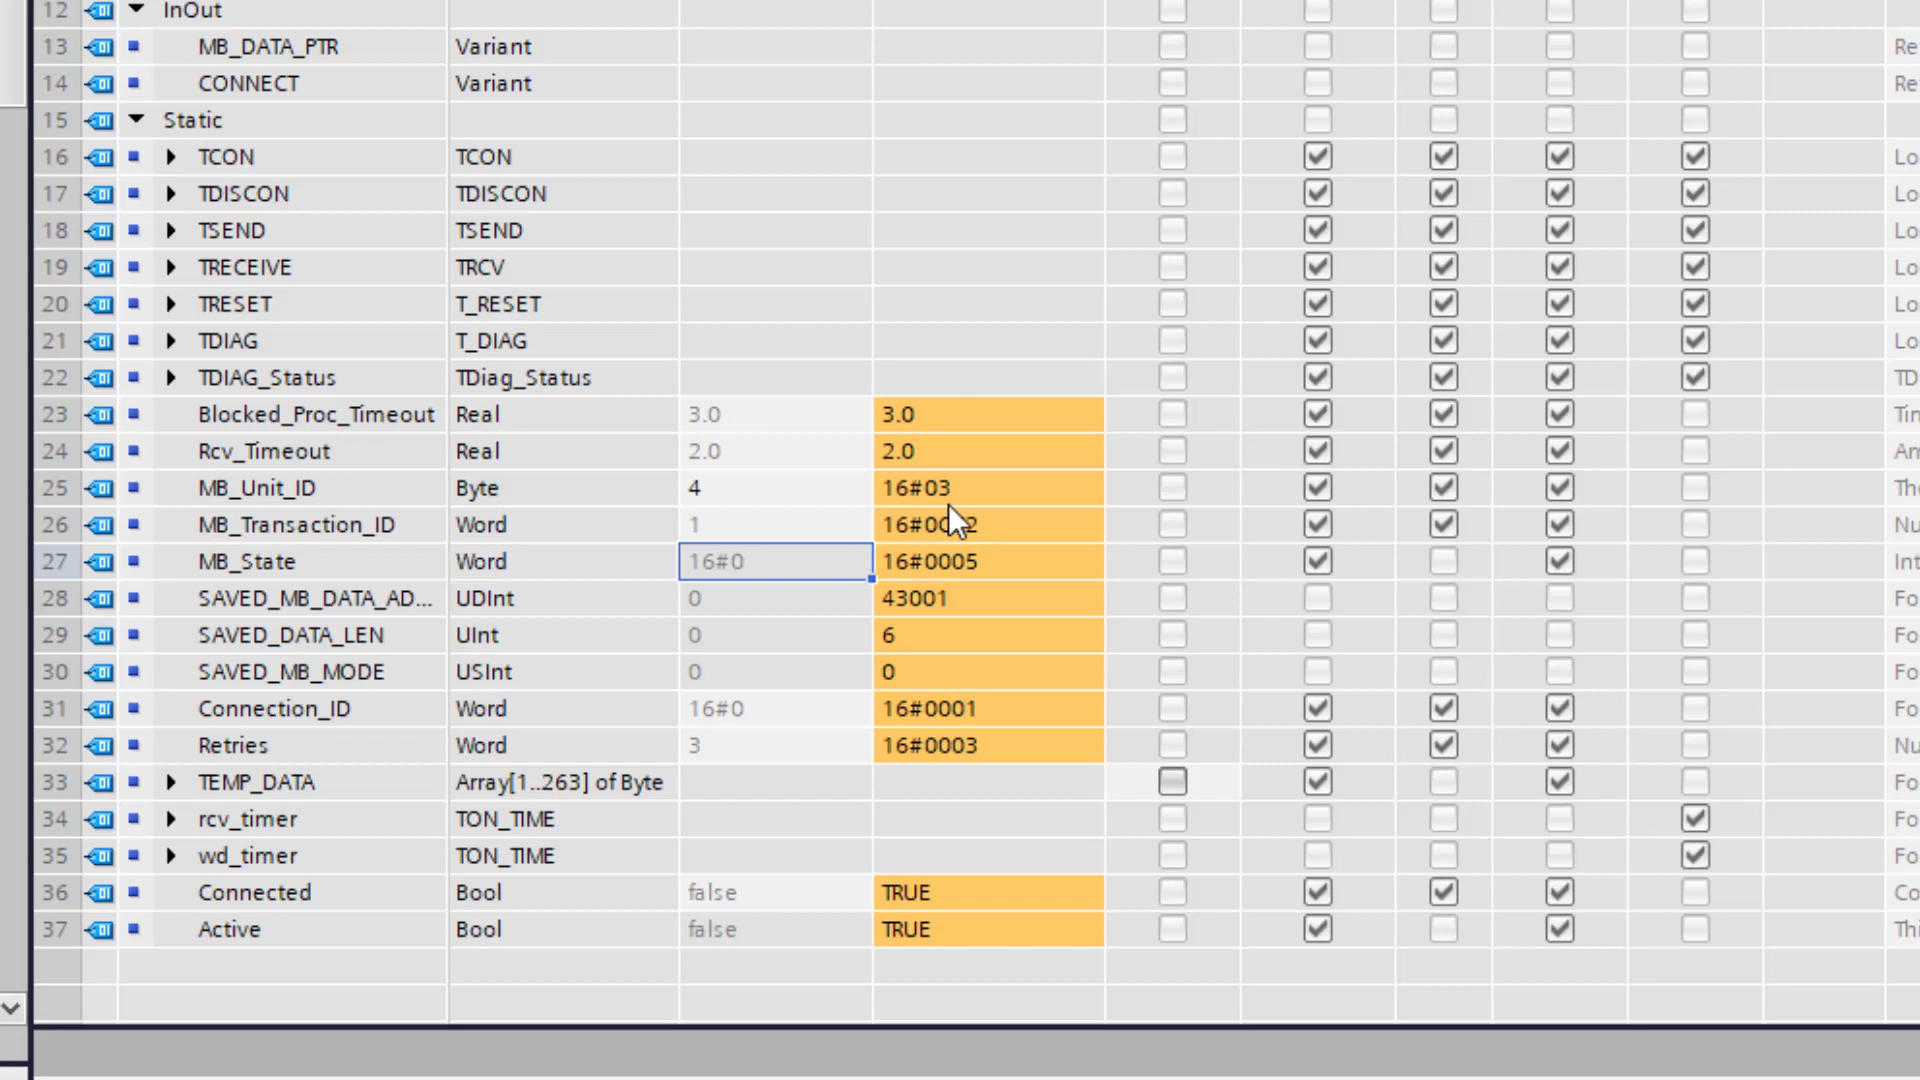 12 InOut
13 MB_DATA_PTR Variant Re
14 CONNECT Variant Re
15 Static
16 TCON TCON Lo
17 TDISCON TDISCON Lo
18 TSEND TSEND Lo
19 TRECEIVE TRCV Lo
20 TRESET T_RESET Lo
21 TDIAG T_DIAG Lo
22 TDIAG_Status TDiag_Status TD
23 Blocked_Proc_Timeout Real 3.0 3.0 Tin
24 Rcv_Timeout Real 2.0 2.0 An
25 MB_Unit_ID Byte 4 16#03 The
26 MB_Transaction_ID Word 1 Nu
27 MB_State Word 16#0 16#0005 Int
28 SAVED_MB_DATA_AD... UDInt 0 43001 Fo
29 SAVED_DATA_LEN UInt 0 6 Fo
30 SAVED_MB_MODE USInt 0 0 Fo
31 Connection_ID Word 16#0 16#0001 Fo
32 Retries Word 3 16#0003 Nu
33 TEMP_DATA Array[1..263] of Byte Fo
34 rcv_timer TON_TIME Fo
35 wd_timer TON_TIME Fo
36 Connected Bool false TRUE Co
37 Active Bool false TRUE Thi